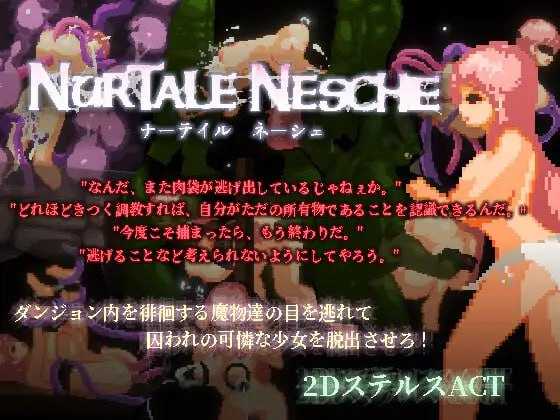 NURTALE NESCHE
ナーテイル ネーシェ
"なんだ、また肉袋が逃げ出しているじゃねぇか。"
"どれほどきつく調教すれば、自分がただの所有物であることを認識できるんだ。"
"今度こそ捕まったら、もう終わりだ。"
"逃げることなど考えられないようにしてやろう。"
ダンジョン内を徘徊する魔物達の目を逃れて
囚われの可憐な少女を脱出させろ！
2DステルスACT